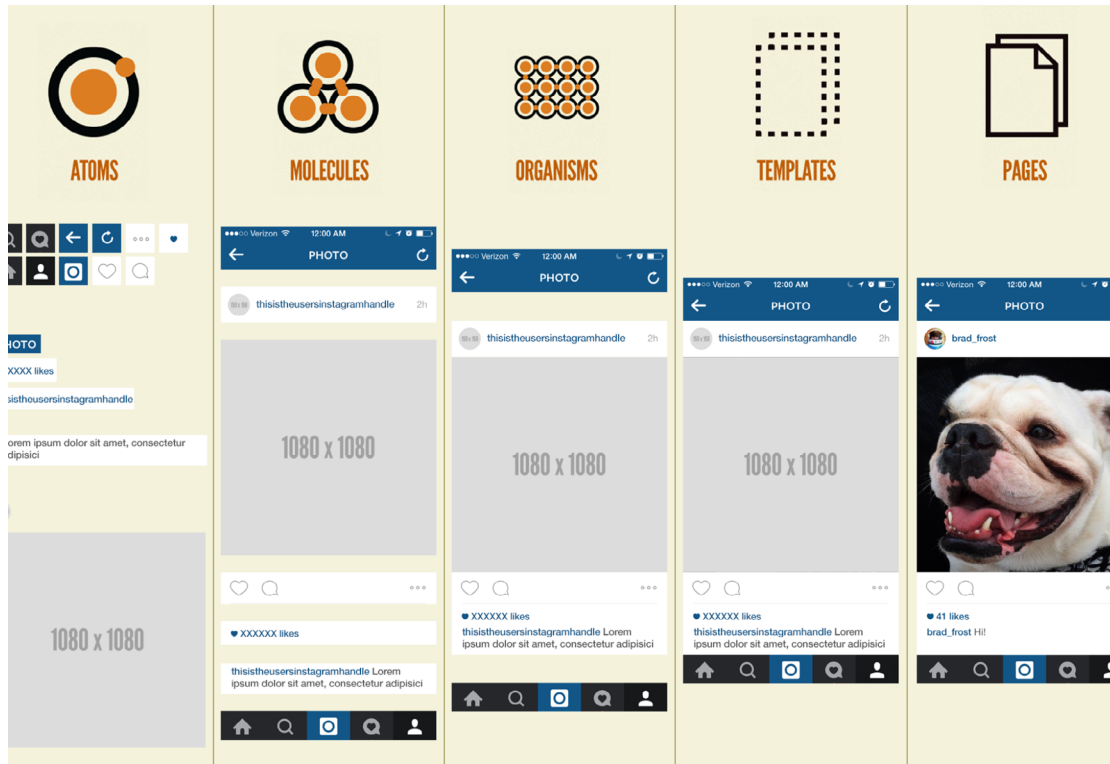 ATOMS
HOTO
XXXX likes
sistheusersinstagramhandle
orem ipsum dolor sit amet, consectetur
dipisici
1080 x 1080
MOLECULES
Verizon 12:00 AM
PHOTO
thisistheusersinstagramhandle 2h
1080 x 1080
XXXXXX likes
thisistheusersinstagramhandle Lorem
ipsum dolor sit amet, consectetur adipisici
ORGANISMS
Verizon 12:00 AM
PHOTO
thisistheusersinstagramhandle 2h
1080 x 1080
XXXXXX likes
thisistheusersinstagramhandle Lorem
ipsum dolor sit amet, consectetur adipisici
TEMPLATES
Verizon 12:00 AM
PHOTO
thisistheusersinstagramhandle 2h
1080 x 1080
XXXXXX likes
thisistheusersinstagramhandle Lorem
ipsum dolor sit amet, consectetur adipisici
PAGES
Verizon 12:00 AM
PHOTO
brad_frost
41 likes
brad_frost Hi!